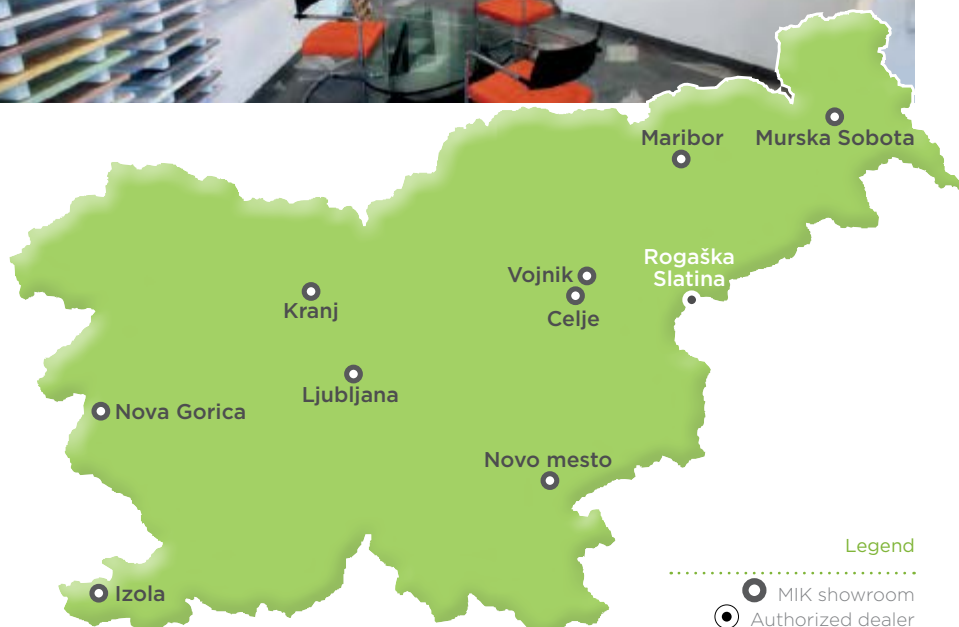 Maribor
Murska Sobota
Rogaška
Slatina
Vojnik
Celje
Kranj
Ljubljana
Nova Gorica
Novo mesto
Izola
Legend
MIK showroom
Authorized dealer